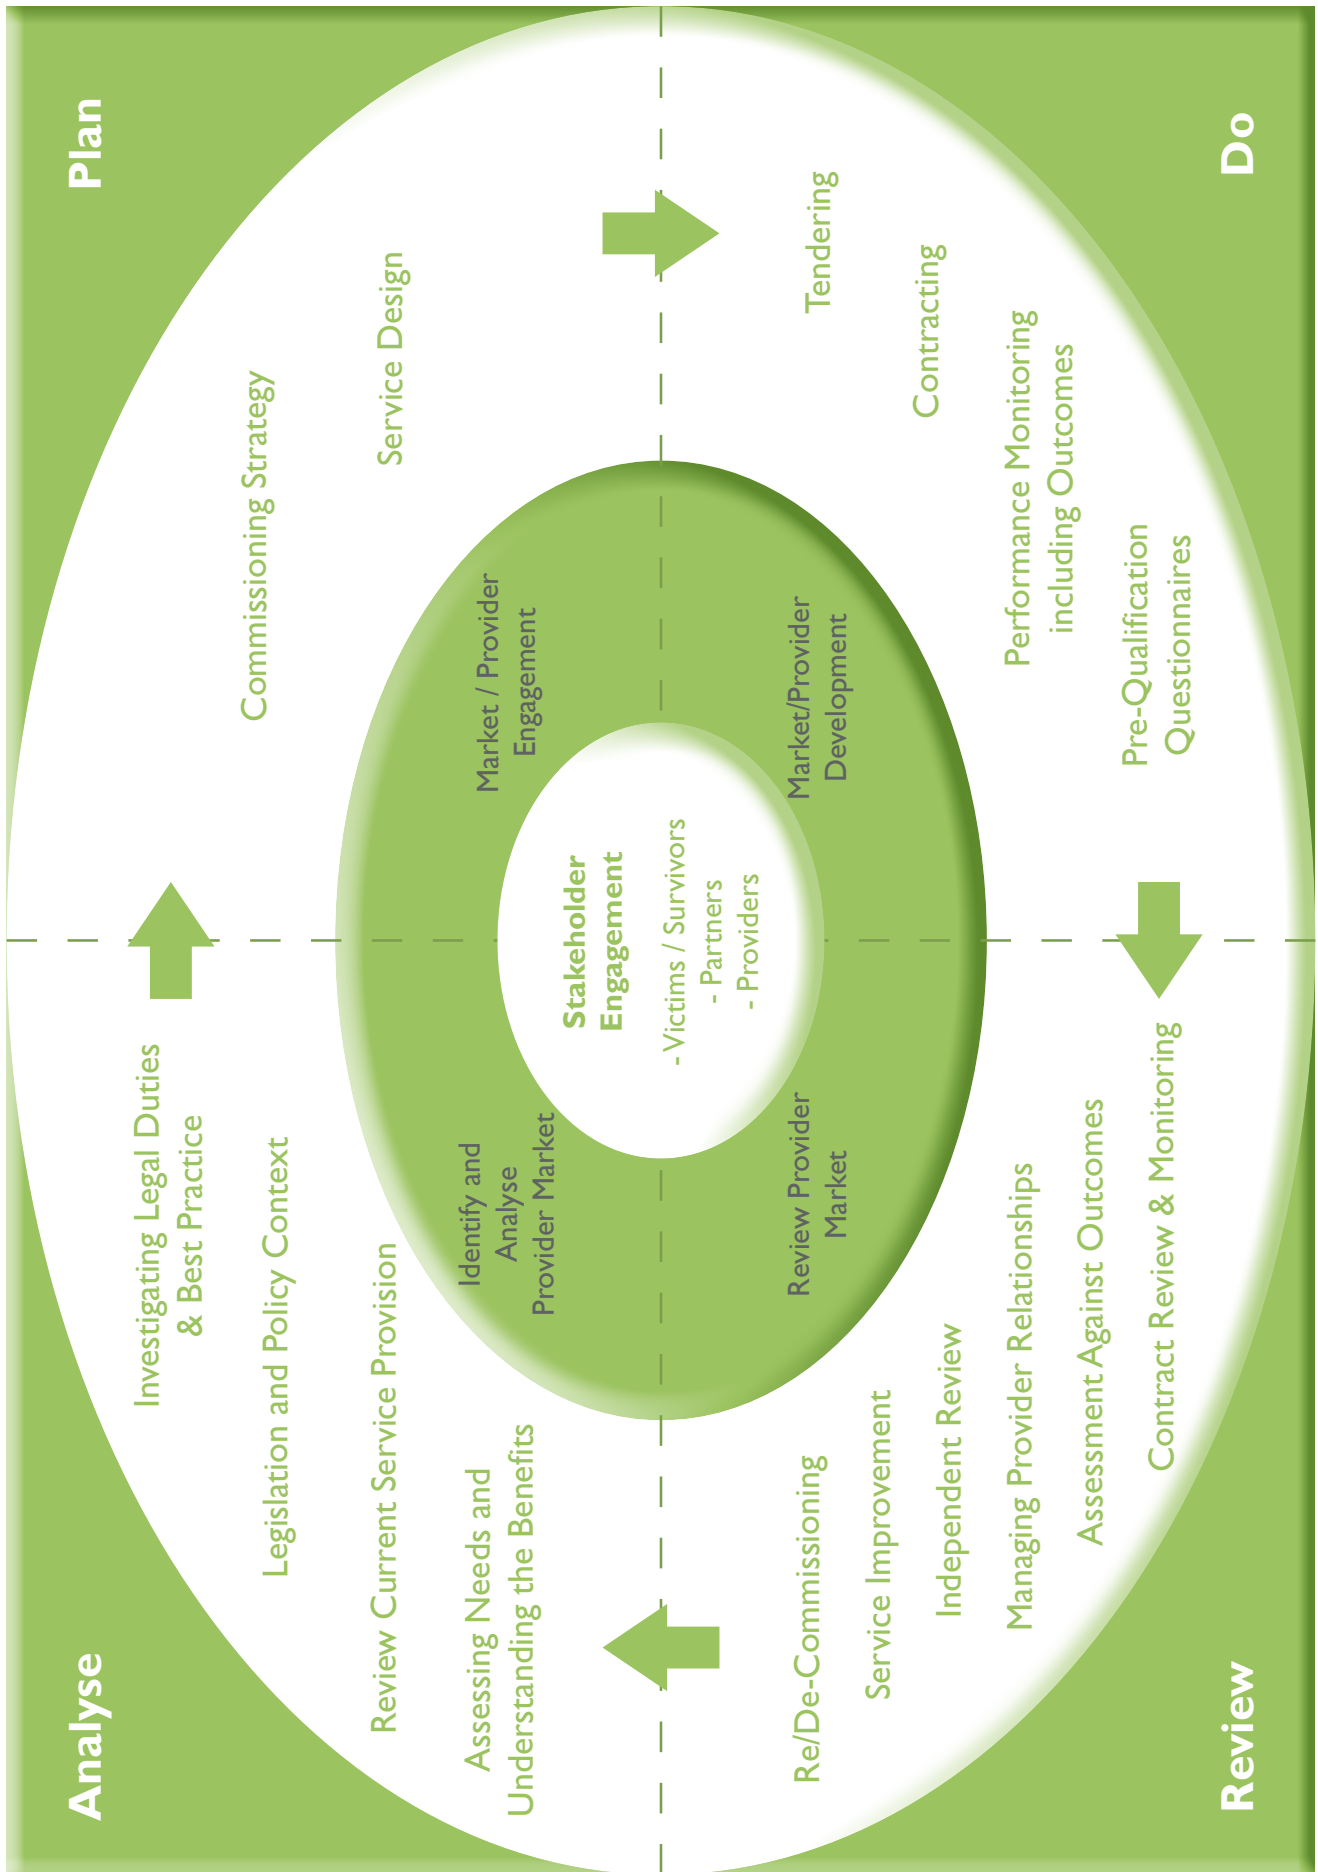 Analyse
Investigating Legal Duties
& Best Practice
Legislation and Policy Context
Review Current Service Provision
Assessing Needs and
Understanding the Benefits
Identify and
Analyse
Provider Market
Plan
Commissioning Strategy
Service Design
Market / Provider
Engagement
Stakeholder
Engagement
- Victims / Survivors
- Partners
- Providers
Do
Tendering
Contracting
Performance Monitoring
including Outcomes
Pre-Qualification
Questionnaires
Market/Provider
Development
Review
Re/De-Commissioning
Service Improvement
Independent Review
Managing Provider Relationships
Assessment Against Outcomes
Contract Review & Monitoring
Review Provider
Market